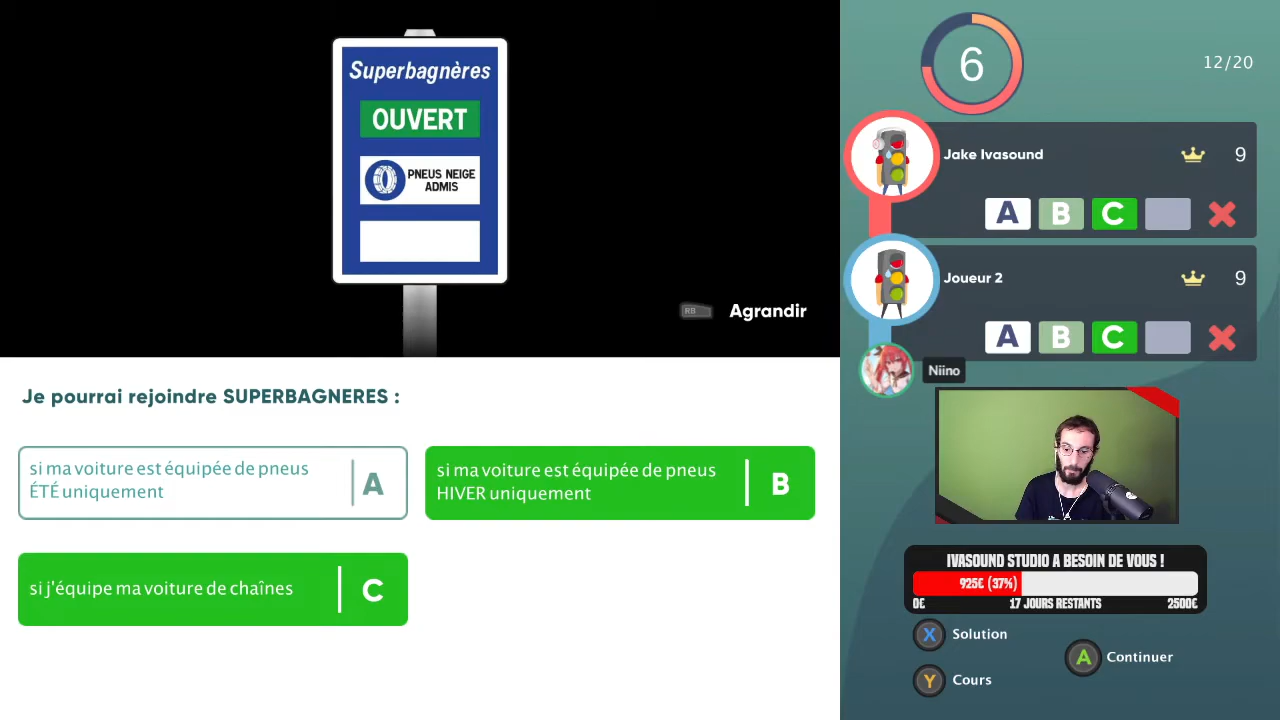 Superbagnères
OUVERT
PNEUS NEIGE
ADMIS
RB
Agrandir
Je pourrai rejoindre SUPERBAGNERES :
si ma voiture est équipée de pneus
ÉTÉ uniquement
A
si ma voiture est équipée de pneus
HIVER uniquement
B
si j'équipe ma voiture de chaînes
C
6
12/20
Jake Ivasound
9
A B C
Joueur 2
9
A B C
Niino
IVASOUND STUDIO A BESOIN DE VOUS !
925€ (37%)
0€ 17 JOURS RESTANTS 2500€
X Solution
A Continuer
Y Cours